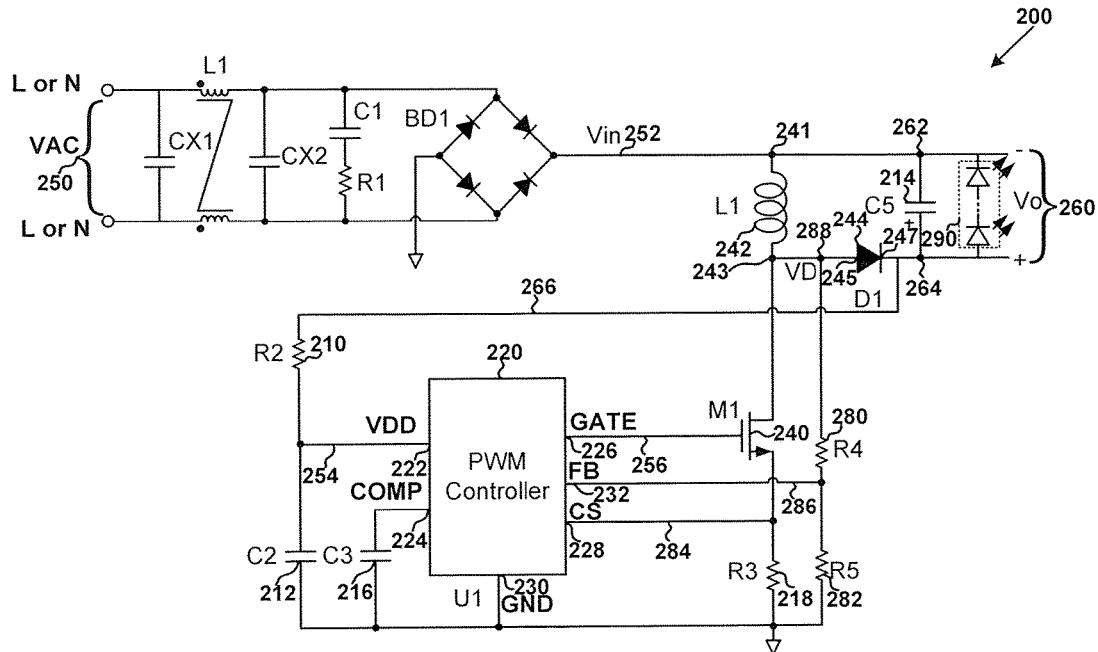 200
L or N
L1
VAC
250
CX1
CX2
C1
R1
BD1
L or N
Vin 252
241
262
-
214
C5
+
L1
242
243
288
244
247
VD
245
D1
264
290
Vo
260
+
266
R2
210
220
VDD
222
254
COMP
224
PWM
Controller
GATE
226
256
FB
232
CS
228
284
M1
240
280
R4
286
C2
212
C3
216
U1
230
GND
R3
218
R5
282